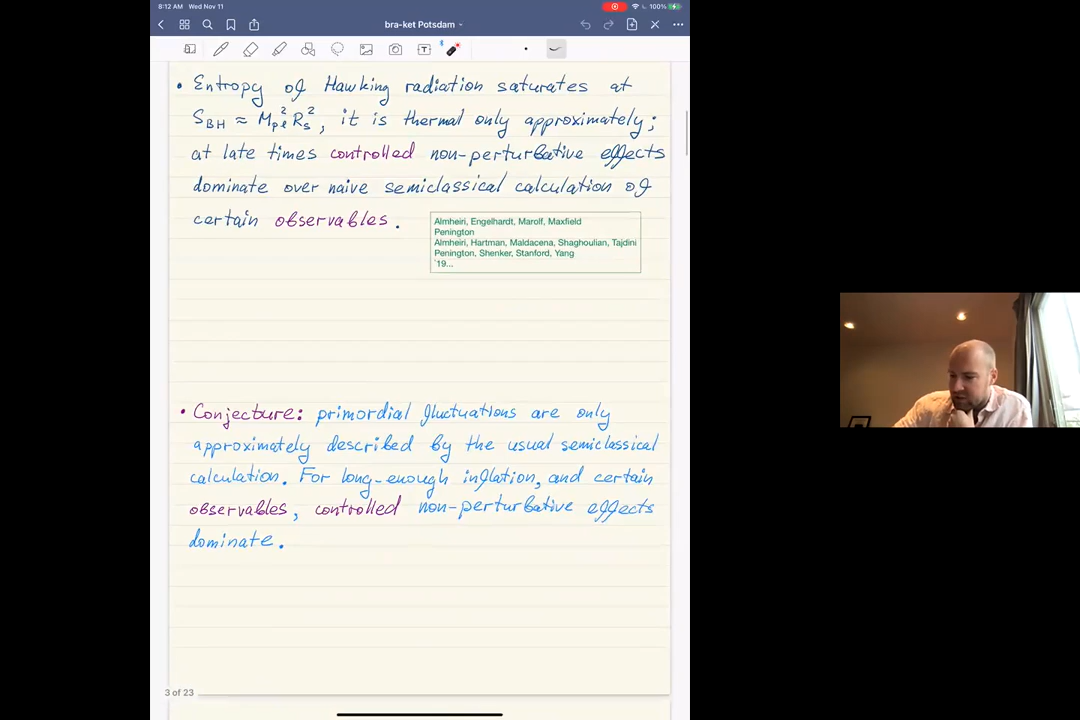 8:12 AM Wed Nov 11
100%
bra-ket Potsdam
• Entropy of Hawking radiation saturates at
S_BH ≈ M_pl^2 R_s^2, it is thermal only approximately;
at late times controlled non-perturbative effects
dominate over naive semiclassical calculation of
certain observables.
Almheiri, Engelhardt, Marolf, Maxfield
Penington
Almheiri, Hartman, Maldacena, Shaghoulian, Tajdini
Penington, Shenker, Stanford, Yang
'19...
• Conjecture: primordial fluctuations are only
approximately described by the usual semiclassical
calculation. For long-enough inflation, and certain
observables, controlled non-perturbative effects
dominate.
3 of 23